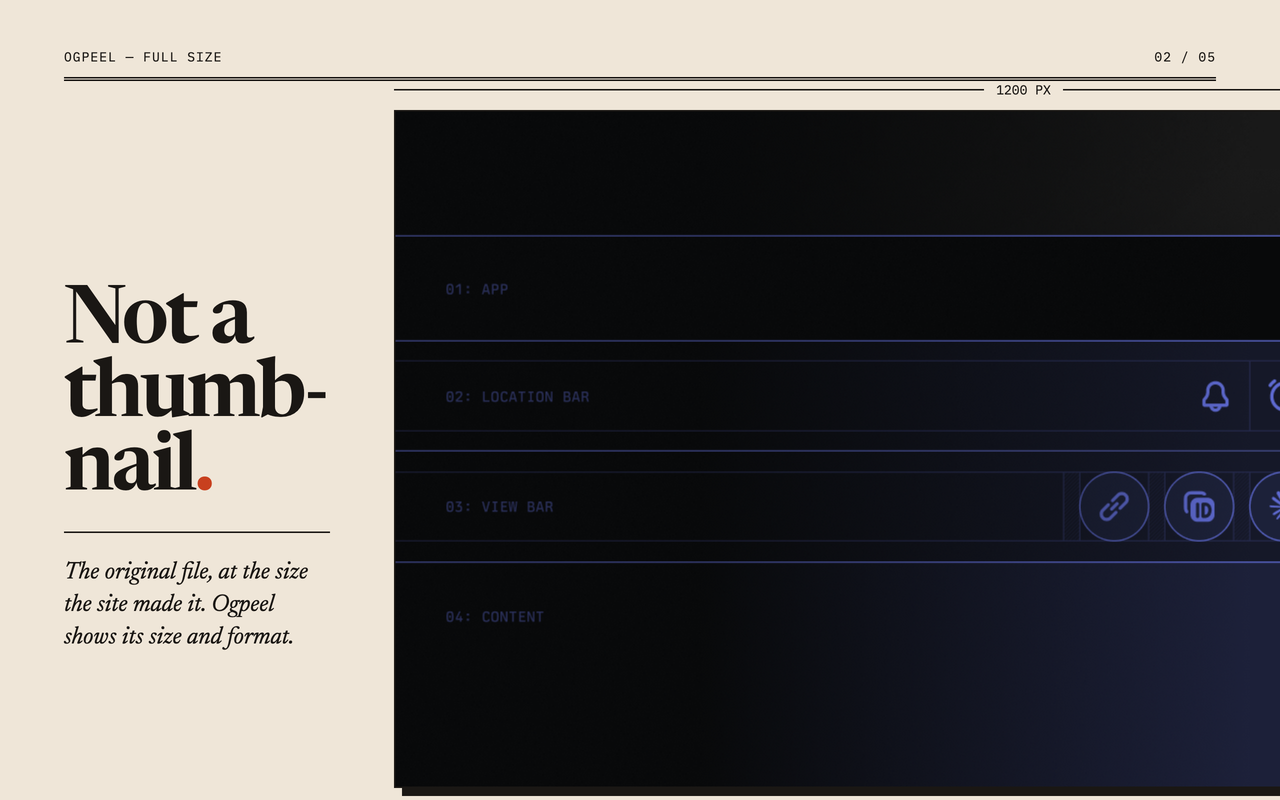 OGPEEL — FULL SIZE
02 / 05
1200 PX
Not a
thumb-
nail.
The original file, at the size
the site made it. Ogpeel
shows its size and format.
01: APP
02: LOCATION BAR
03: VIEW BAR
ID
04: CONTENT